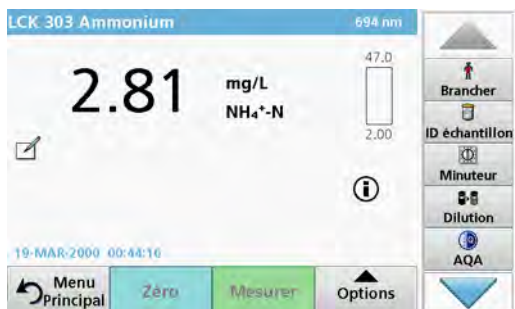 LCK 303 Ammonium 694 nm
47.0
2.81 mg/L
NH₄⁺-N
2.00
19-MAR-2000 00:44:16
Menu Principal
Zéro
Mesurer
Options
Brancher
ID échantillon
Minuteur
Dilution
AQA